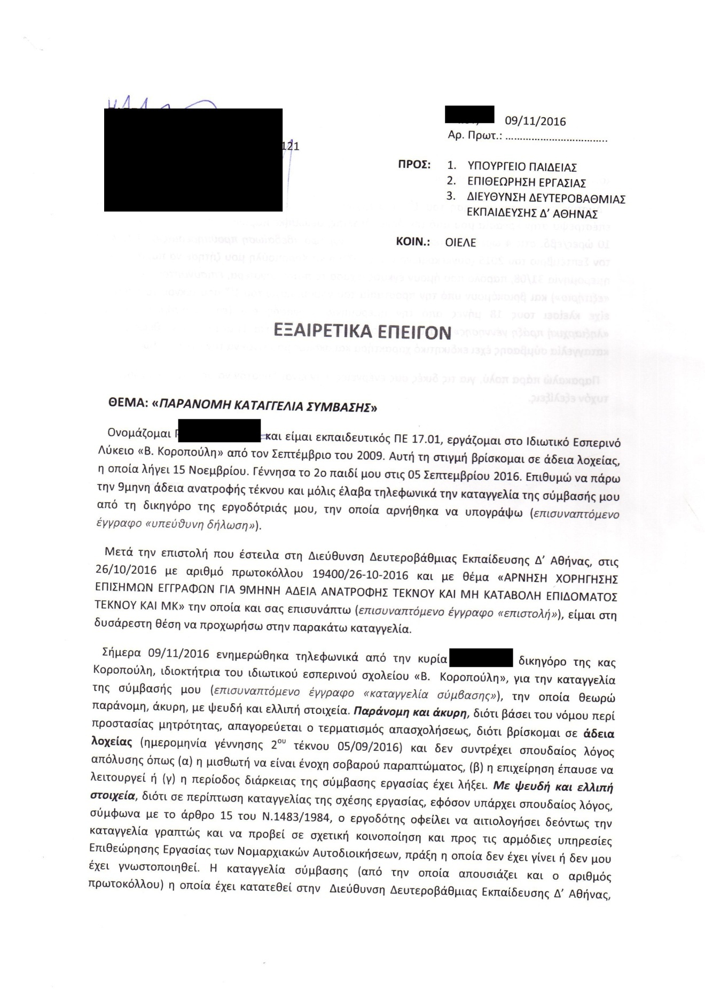 121
09/11/2016
Αρ. Πρωτ.: ......................................
ΠΡΟΣ: 1. ΥΠΟΥΡΓΕΙΟ ΠΑΙΔΕΙΑΣ
2. ΕΠΙΘΕΩΡΗΣΗ ΕΡΓΑΣΙΑΣ
3. ΔΙΕΥΘΥΝΣΗ ΔΕΥΤΕΡΟΒΑΘΜΙΑΣ
ΕΚΠΑΙΔΕΥΣΗΣ Δ’ ΑΘΗΝΑΣ
ΚΟΙΝ.: ΟΙΕΛΕ
ΕΞΑΙΡΕΤΙΚΑ ΕΠΕΙΓΟΝ
ΘΕΜΑ: «ΠΑΡΑΝΟΜΗ ΚΑΤΑΓΓΕΛΙΑ ΣΥΜΒΑΣΗΣ»
Ονομάζομαι και είμαι εκπαιδευτικός ΠΕ 17.01, εργάζομαι στο Ιδιωτικό Εσπερινό
Λύκειο «Β. Κοροπούλη» από τον Σεπτέμβριο του 2009. Αυτή τη στιγμή βρίσκομαι σε άδεια λοχείας,
η οποία λήγει 15 Νοεμβρίου. Γέννησα το 2ο παιδί μου στις 05 Σεπτεμβρίου 2016. Επιθυμώ να πάρω
την 9μηνη άδεια ανατροφής τέκνου και μόλις έλαβα τηλεφωνικά την καταγγελία της σύμβασής μου
από τη δικηγόρο της εργοδότριάς μου, την οποία αρνήθηκα να υπογράψω (επισυναπτόμενο
έγγραφο «υπεύθυνη δήλωση»).
Μετά την επιστολή που έστειλα στη Διεύθυνση Δευτεροβάθμιας Εκπαίδευσης Δ’ Αθήνας, στις
26/10/2016 με αριθμό πρωτοκόλλου 19400/26-10-2016 και με θέμα «ΑΡΝΗΣΗ ΧΟΡΗΓΗΣΗΣ
ΕΠΙΣΗΜΩΝ ΕΓΓΡΑΦΩΝ ΓΙΑ 9ΜΗΝΗ ΑΔΕΙΑ ΑΝΑΤΡΟΦΗΣ ΤΕΚΝΟΥ ΚΑΙ ΜΗ ΚΑΤΑΒΟΛΗ ΕΠΙΔΟΜΑΤΟΣ
ΤΕΚΝΟΥ ΚΑΙ ΜΚ» την οποία και σας επισυνάπτω (επισυναπτόμενο έγγραφο «επιστολή»), είμαι στη
δυσάρεστη θέση να προχωρήσω στην παρακάτω καταγγελία.
Σήμερα 09/11/2016 ενημερώθηκα τηλεφωνικά από την κυρία δικηγόρο της κας
Κοροπούλη, ιδιοκτήτρια του ιδιωτικού εσπερινού σχολείου «Β. Κοροπούλη», για την καταγγελία
της σύμβασής μου (επισυναπτόμενο έγγραφο «καταγγελία σύμβασης»), την οποία θεωρώ
παράνομη, άκυρη, με ψευδή και ελλιπή στοιχεία. Παράνομη και άκυρη, διότι βάσει του νόμου περί
προστασίας μητρότητας, απαγορεύεται ο τερματισμός απασχολήσεως, διότι βρίσκομαι σε άδεια
λοχείας (ημερομηνία γέννησης 2ου τέκνου 05/09/2016) και δεν συντρέχει σπουδαίος λόγος
απόλυσης όπως (α) η μισθωτή να είναι ένοχη σοβαρού παραπτώματος, (β) η επιχείρηση έπαυσε να
λειτουργεί ή (γ) η περίοδος διάρκειας της σύμβασης εργασίας έχει λήξει. Με ψευδή και ελλιπή
στοιχεία, διότι σε περίπτωση καταγγελίας της σχέσης εργασίας, εφόσον υπάρχει σπουδαίος λόγος,
σύμφωνα με το άρθρο 15 του Ν.1483/1984, ο εργοδότης οφείλει να αιτιολογήσει δεόντως την
καταγγελία γραπτώς και να προβεί σε σχετική κοινοποίηση και προς τις αρμόδιες υπηρεσίες
Επιθεώρησης Εργασίας των Νομαρχιακών Αυτοδιοικήσεων, πράξη η οποία δεν έχει γίνει ή δεν μου
έχει γνωστοποιηθεί. Η καταγγελία σύμβασης (από την οποία απουσιάζει και ο αριθμός
πρωτοκόλλου) η οποία έχει κατατεθεί στην Διεύθυνση Δευτεροβάθμιας Εκπαίδευσης Δ’ Αθήνας,